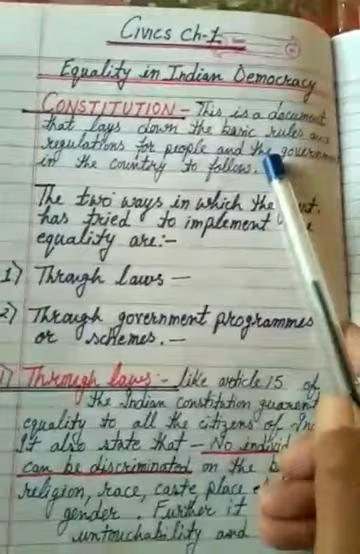 Civics ch-1
Equality in Indian Democracy
CONSTITUTION - This is a document
that lays down the basic rules and
regulations for people and the governm
in the country to follow.
The two ways in which the
has tried to implement
equality are:-
1) Through laws -
2) Through government programmes
or schemes. -
Through laws:- like article 15 of
the Indian constitution guarent
equality to all the citizens of In
It also state that - No individ
can be discriminated on the b
religion, race, caste place
gender. Further it
untouchability and